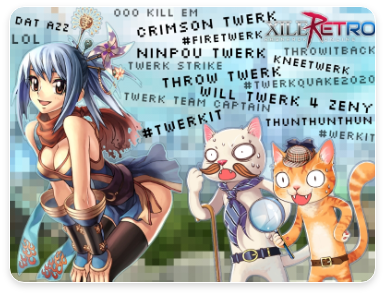 OOO KILL EM
DAT AZZ
CRIMSON TWERK
XILERETRO
LOL
#FIRETWERK
NINPOU TWERK
THROWITBACK
TWERK STRIKE
KNEETWERK
THROW TWERK
#TWERKQUAKE2020
WILL TWERK 4 ZENY
TWERK TEAM CAPTAIN
THUNTHUNTHUN
#TWERKIT
#WERKIT